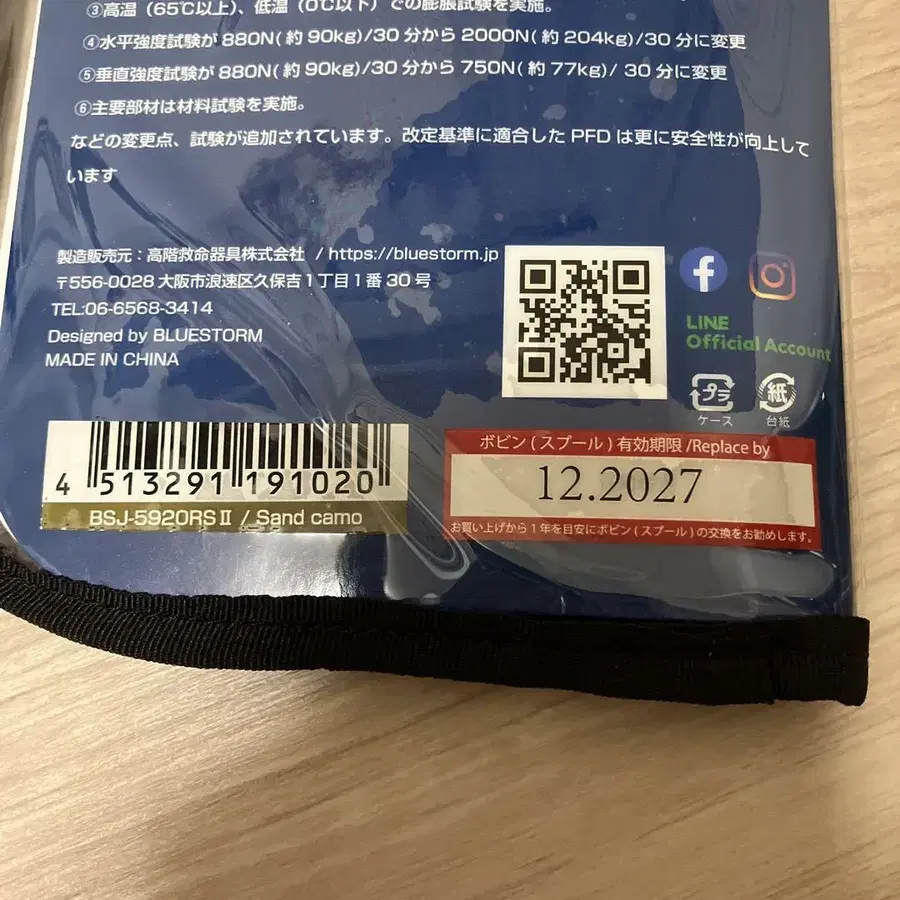 ③高温（65℃以上）、低温（0℃以下）での膨脹試験を実施。
④水平強度試験が 880N( 約 90kg)/30 分から 2000N( 約 204kg)/30 分に変更
⑤垂直強度試験が 880N( 約 90kg)/30 分から 750N( 約 77kg)/ 30 分に変更
⑥主要部材は材料試験を実施。
などの変更点、試験が追加されています。改定基準に適合した PFD は更に安全性が向上して
います
製造販売元：高階救命器具株式会社 / https://bluestorm.jp
〒556-0028 大阪市浪速区久保吉1丁目1番30号
TEL:06-6568-3414
Designed by BLUESTORM
MADE IN CHINA
LINE
Official Account
プラ
ケース
紙
台紙
4 513291 191020
BSJ-5920RSⅡ / Sand camo
ボビン ( スプール ) 有効期限 /Replace by
12.2027
お買い上げから1年を目安にボビン ( スプール ) の交換をお勧めします。